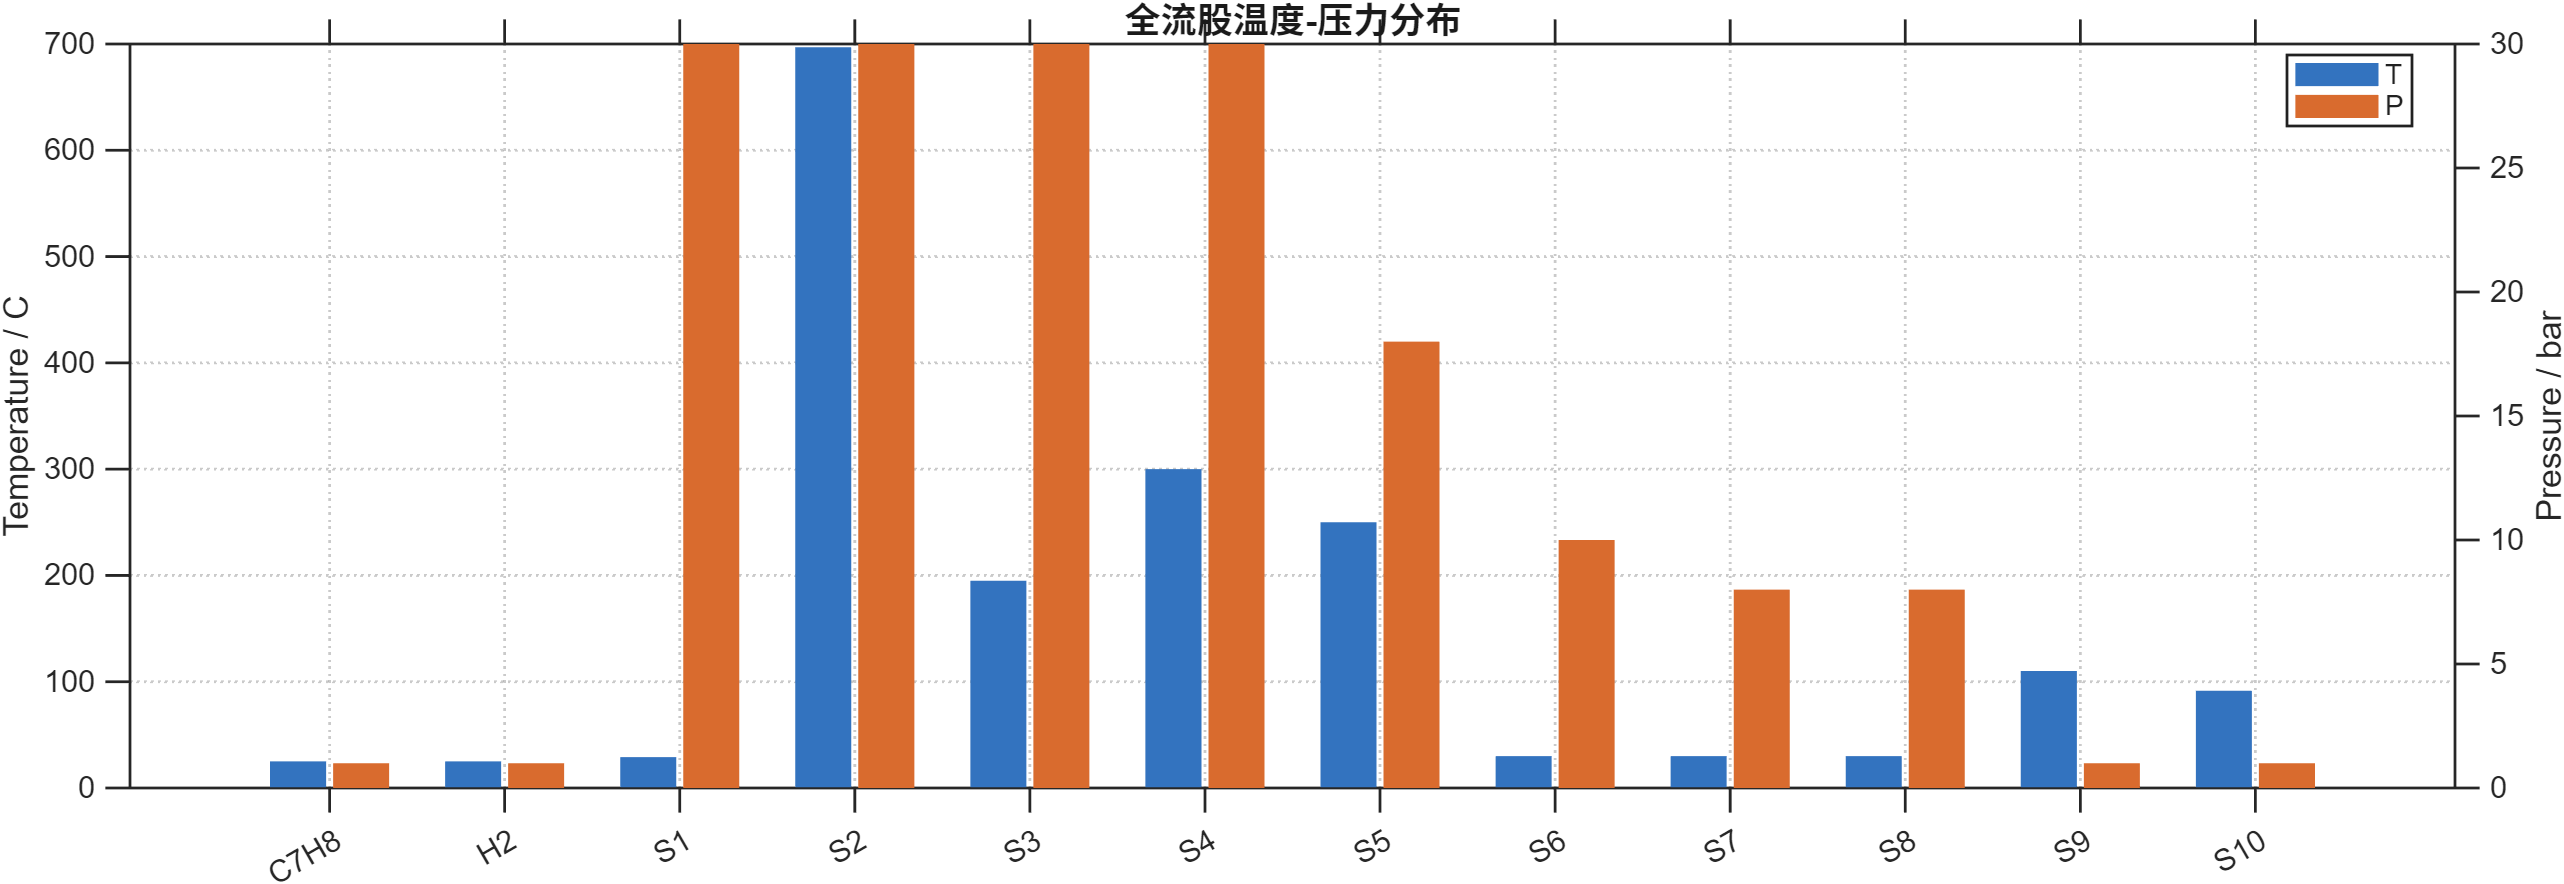 全流股温度-压力分布
700
600
500
400
300
200
100
0
Temperature / C
30
25
20
15
10
5
0
Pressure / bar
T
P
C7H8
H2
S1
S2
S3
S4
S5
S6
S7
S8
S9
S10